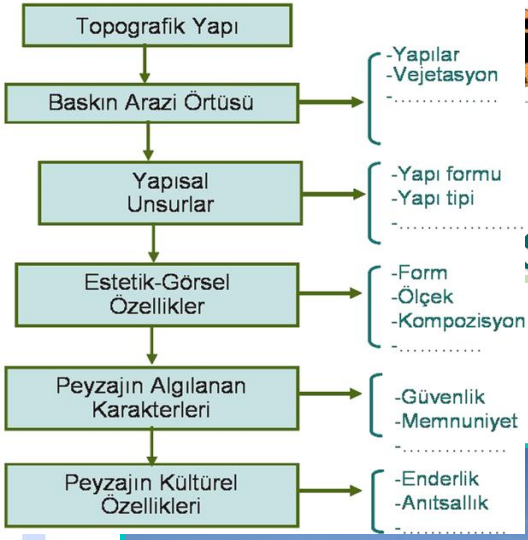 Topografik Yapı
Baskın Arazi Örtüsü
-Yapılar
-Vejetasyon
-……………
Yapısal
Unsurlar
-Yapı formu
-Yapı tipi
-………………
Estetik-Görsel
Özellikler
-Form
-Ölçek
-Kompozisyon
-…………
Peyzajın Algılanan
Karakterleri
-Güvenlik
-Memnuniyet
-……………
Peyzajın Kültürel
Özellikleri
-Enderlik
-Anıtsallık
-……………